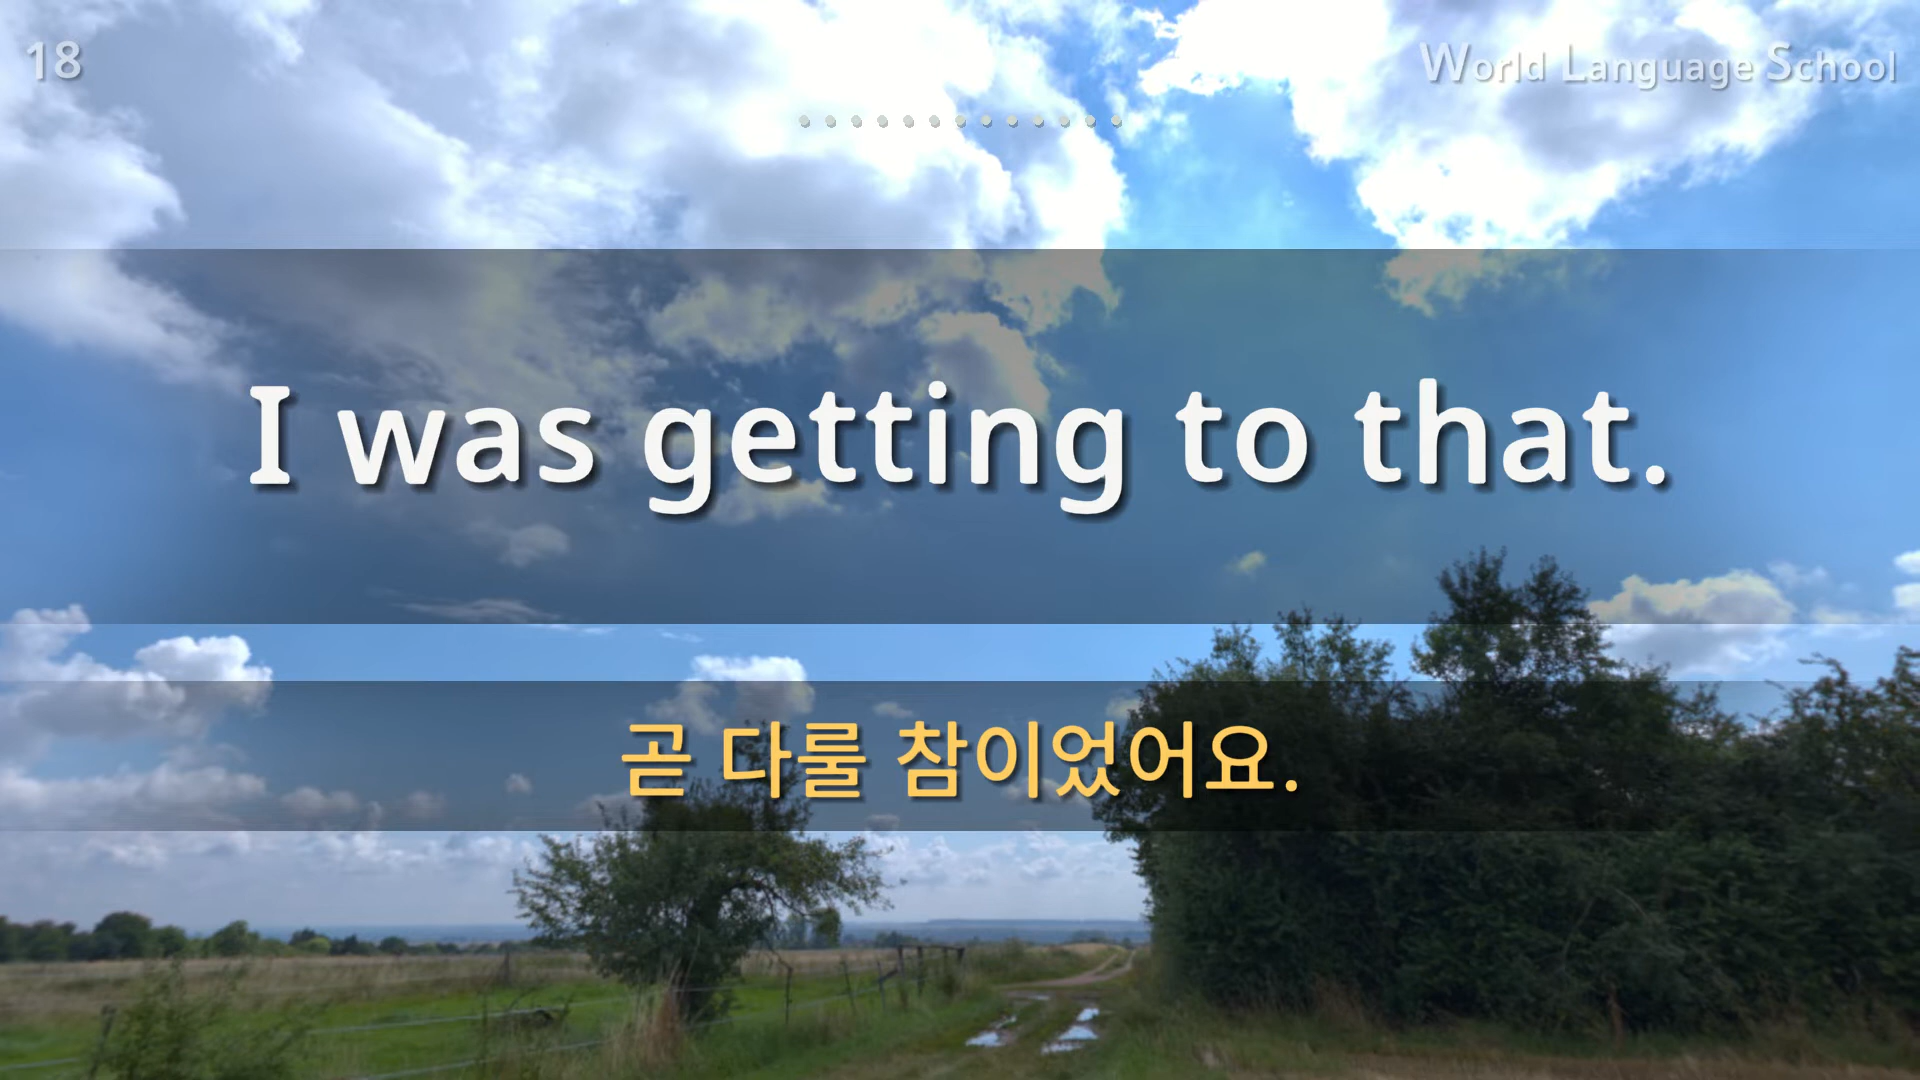 18
World Language School
I was getting to that.
곧 다룰 참이었어요.